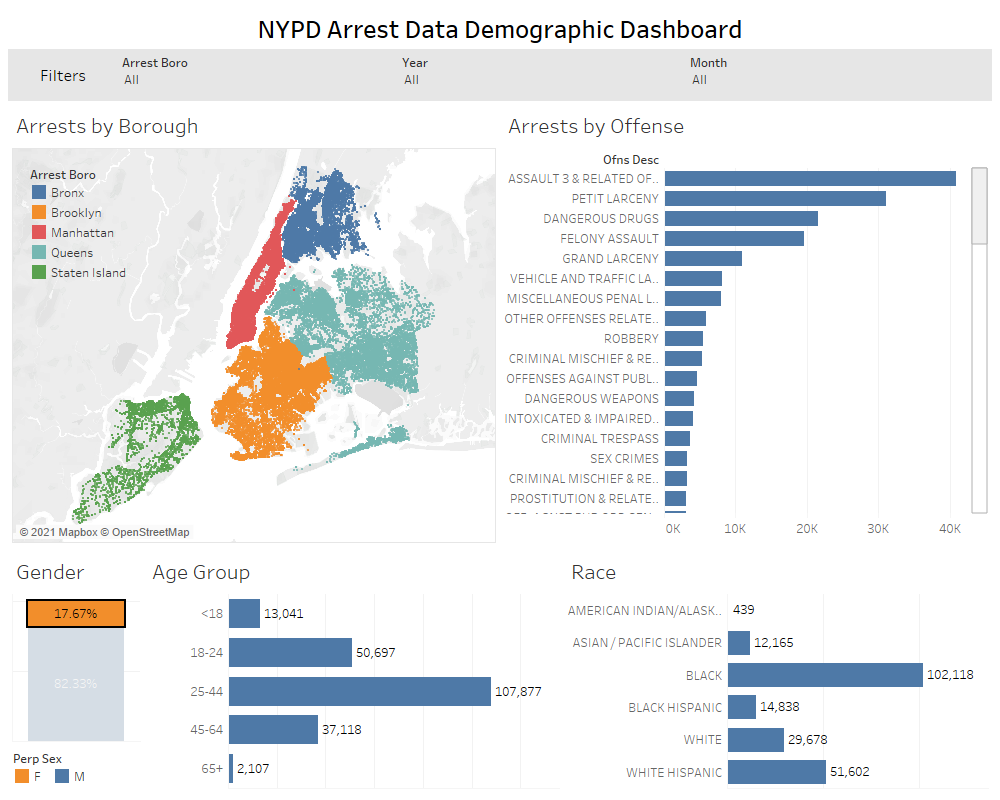 NYPD Arrest Data Demographic Dashboard
Filters
Arrest Boro
All
Year
All
Month
All
Arrests by Borough
Arrest Boro
Bronx
Brooklyn
Manhattan
Queens
Staten Island
© 2021 Mapbox © OpenStreetMap
Arrests by Offense
Ofns Desc
ASSAULT 3 & RELATED OF..
PETIT LARCENY
DANGEROUS DRUGS
FELONY ASSAULT
GRAND LARCENY
VEHICLE AND TRAFFIC LA..
MISCELLANEOUS PENAL L..
OTHER OFFENSES RELATE..
ROBBERY
CRIMINAL MISCHIEF & RE..
OFFENSES AGAINST PUBL..
DANGEROUS WEAPONS
INTOXICATED & IMPAIRED..
CRIMINAL TRESPASS
SEX CRIMES
CRIMINAL MISCHIEF & RE..
PROSTITUTION & RELATE..
0K 10K 20K 30K 40K
Gender
17.67%
82.33%
Perp Sex
F M
Age Group
<18 13,041
18-24 50,697
25-44 107,877
45-64 37,118
65+ 2,107
Race
AMERICAN INDIAN/ALASK.. 439
ASIAN / PACIFIC ISLANDER 12,165
BLACK 102,118
BLACK HISPANIC 14,838
WHITE 29,678
WHITE HISPANIC 51,602